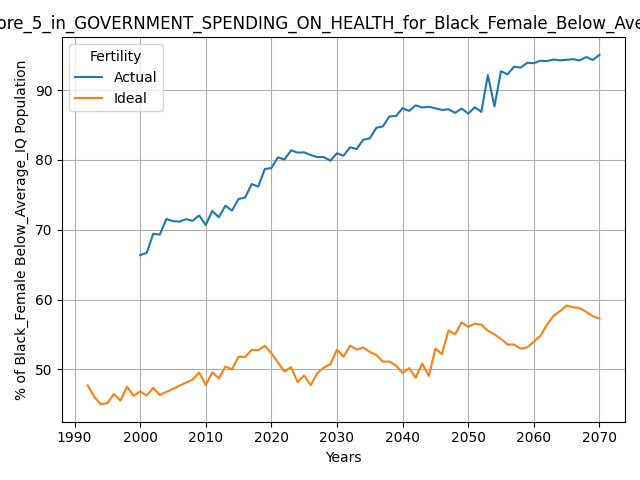 ore_5_in_GOVERNMENT_SPENDING_ON_HEALTH_for_Black_Female_Below_Ave
% of Black_Female Below_Average_IQ Population
Fertility
Actual
Ideal
90
80
70
60
50
1990
2000
2010
2020
2030
2040
2050
2060
2070
Years